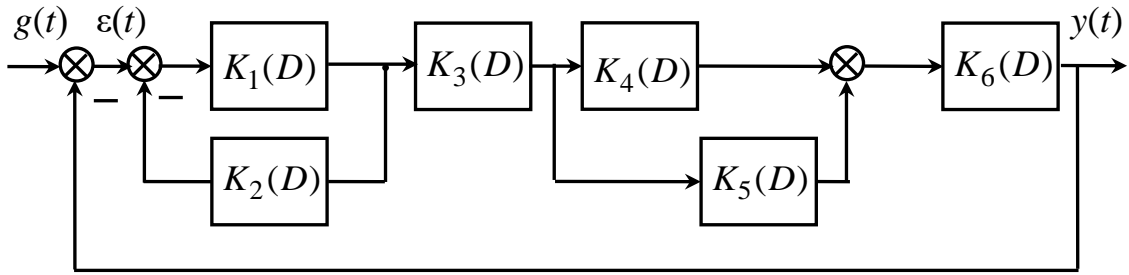 g(t) ε(t) y(t)
K₁(D) K₃(D) K₄(D) K₆(D)
− −
K₂(D) K₅(D)